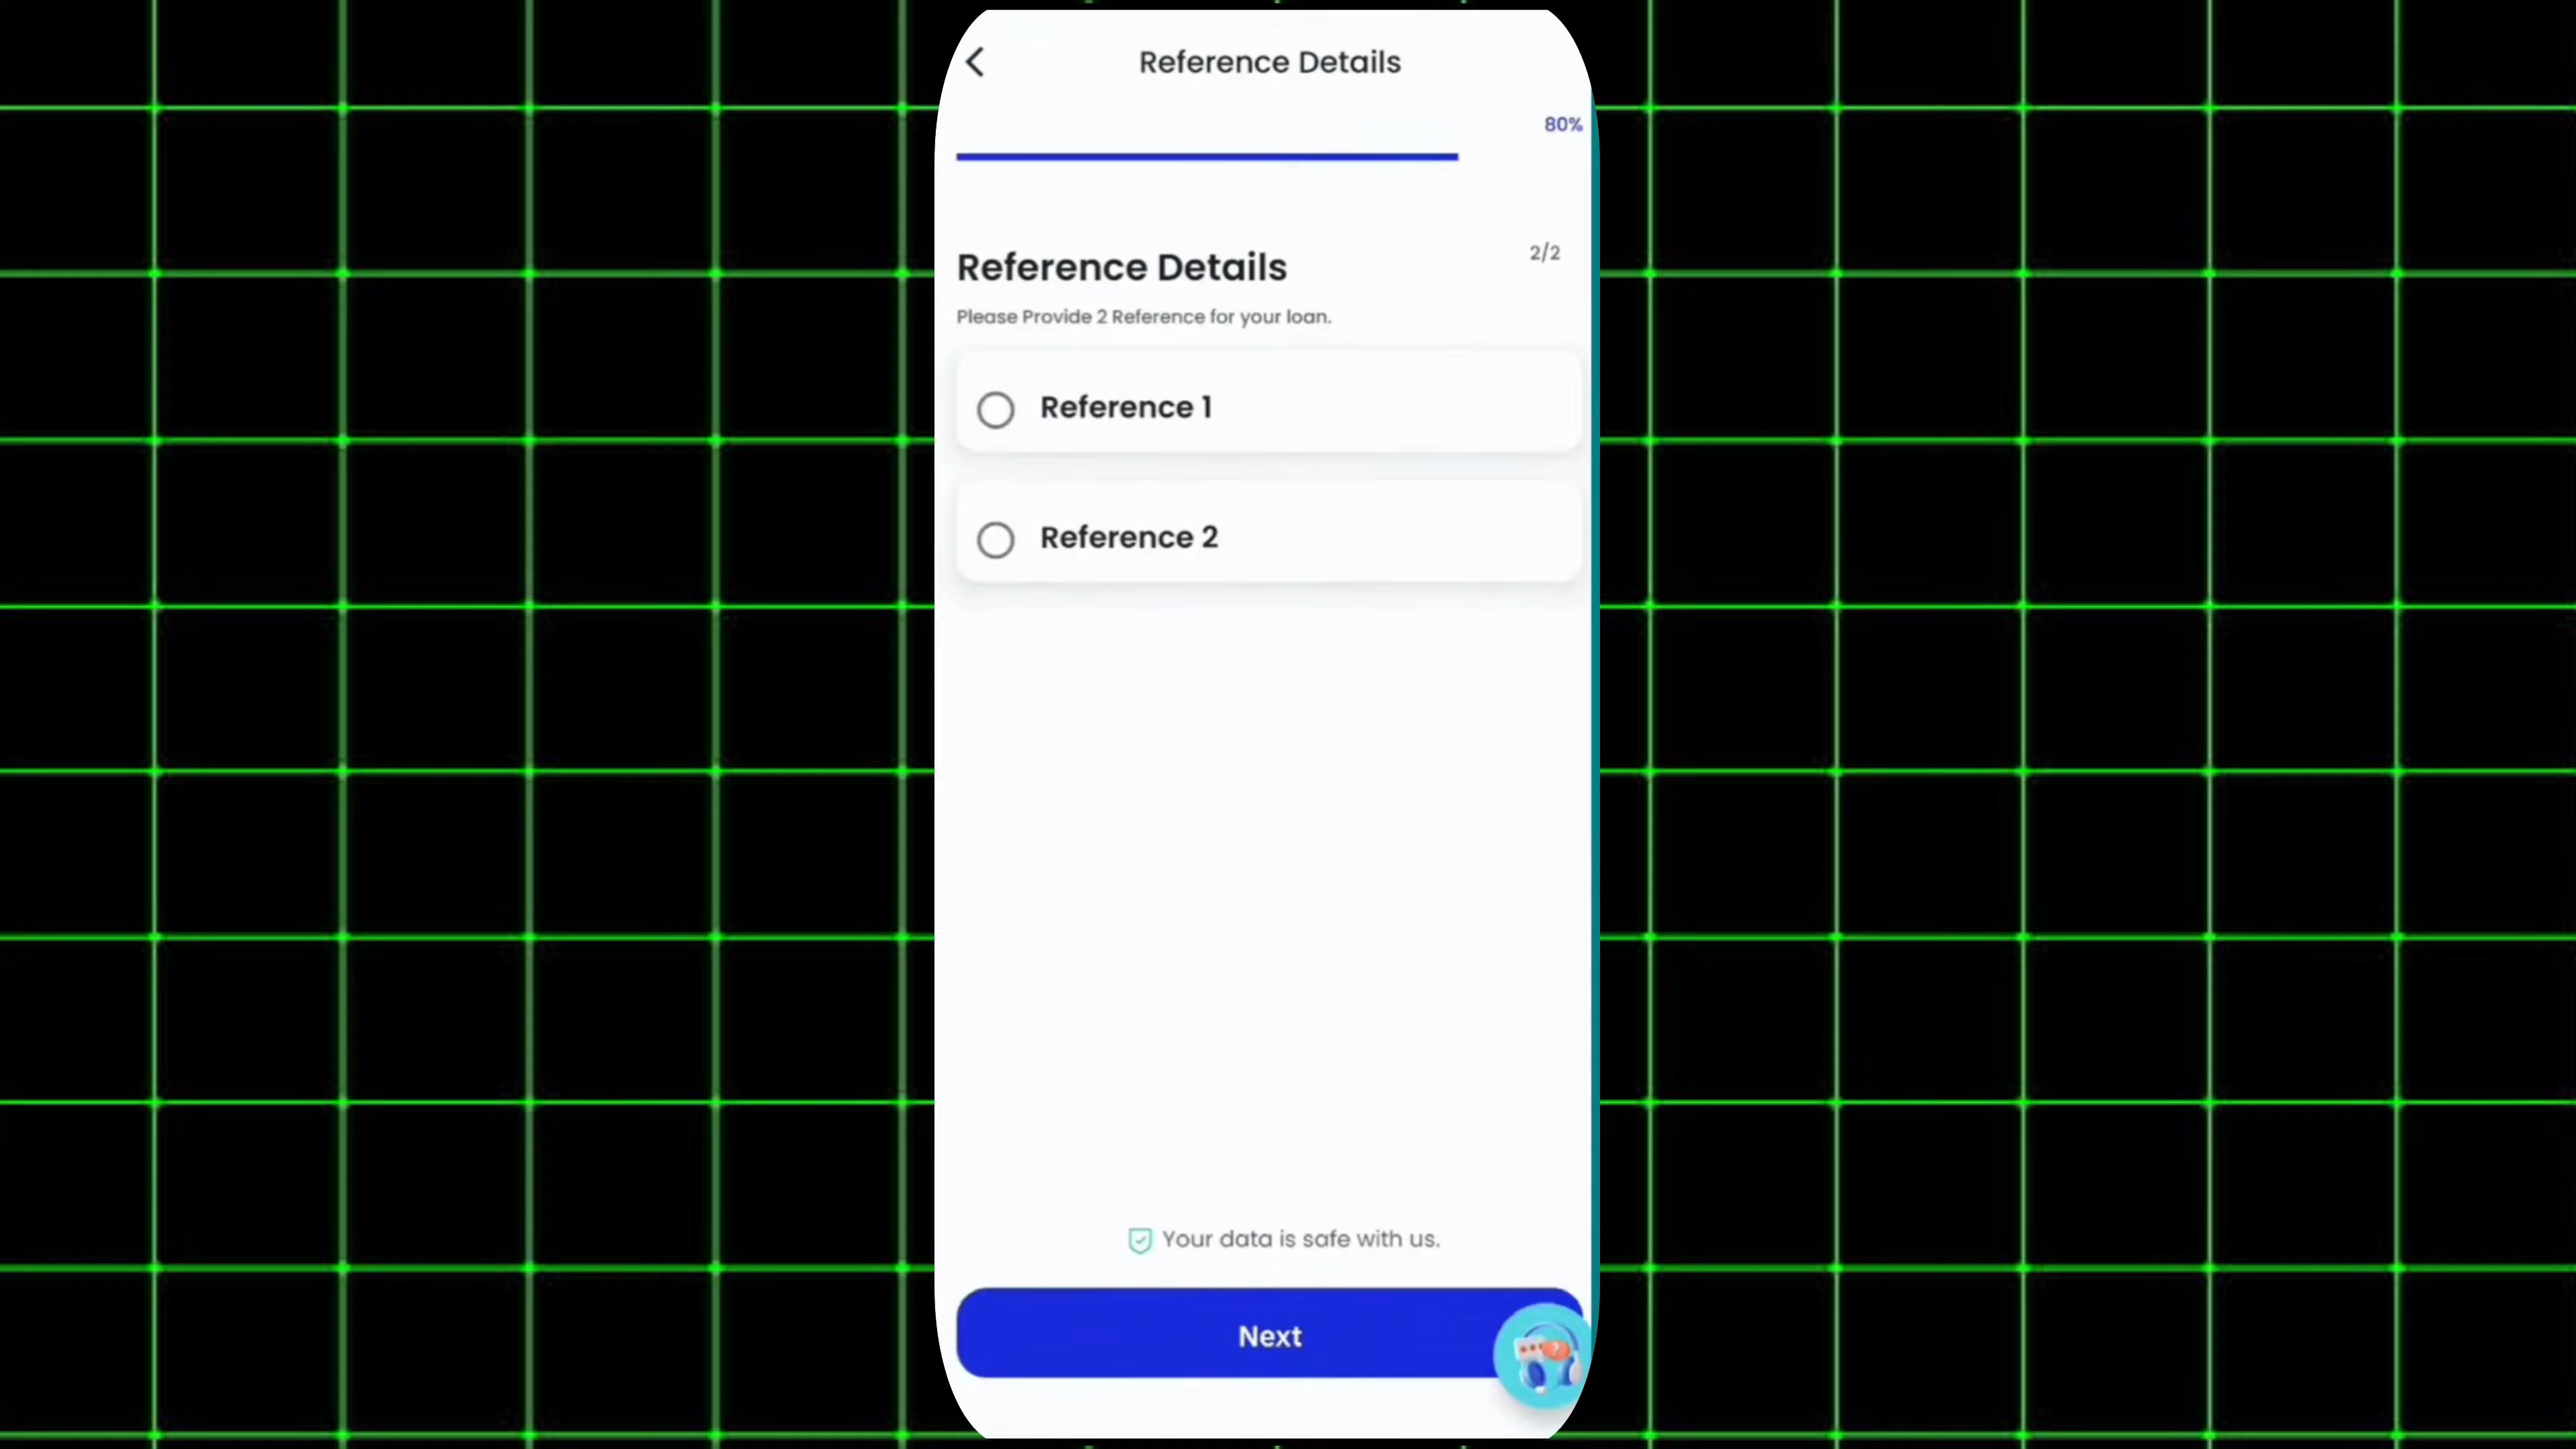 Reference Details
80%
Reference Details
2/2
Please Provide 2 Reference for your loan.
Reference 1
Reference 2
Your data is safe with us.
Next